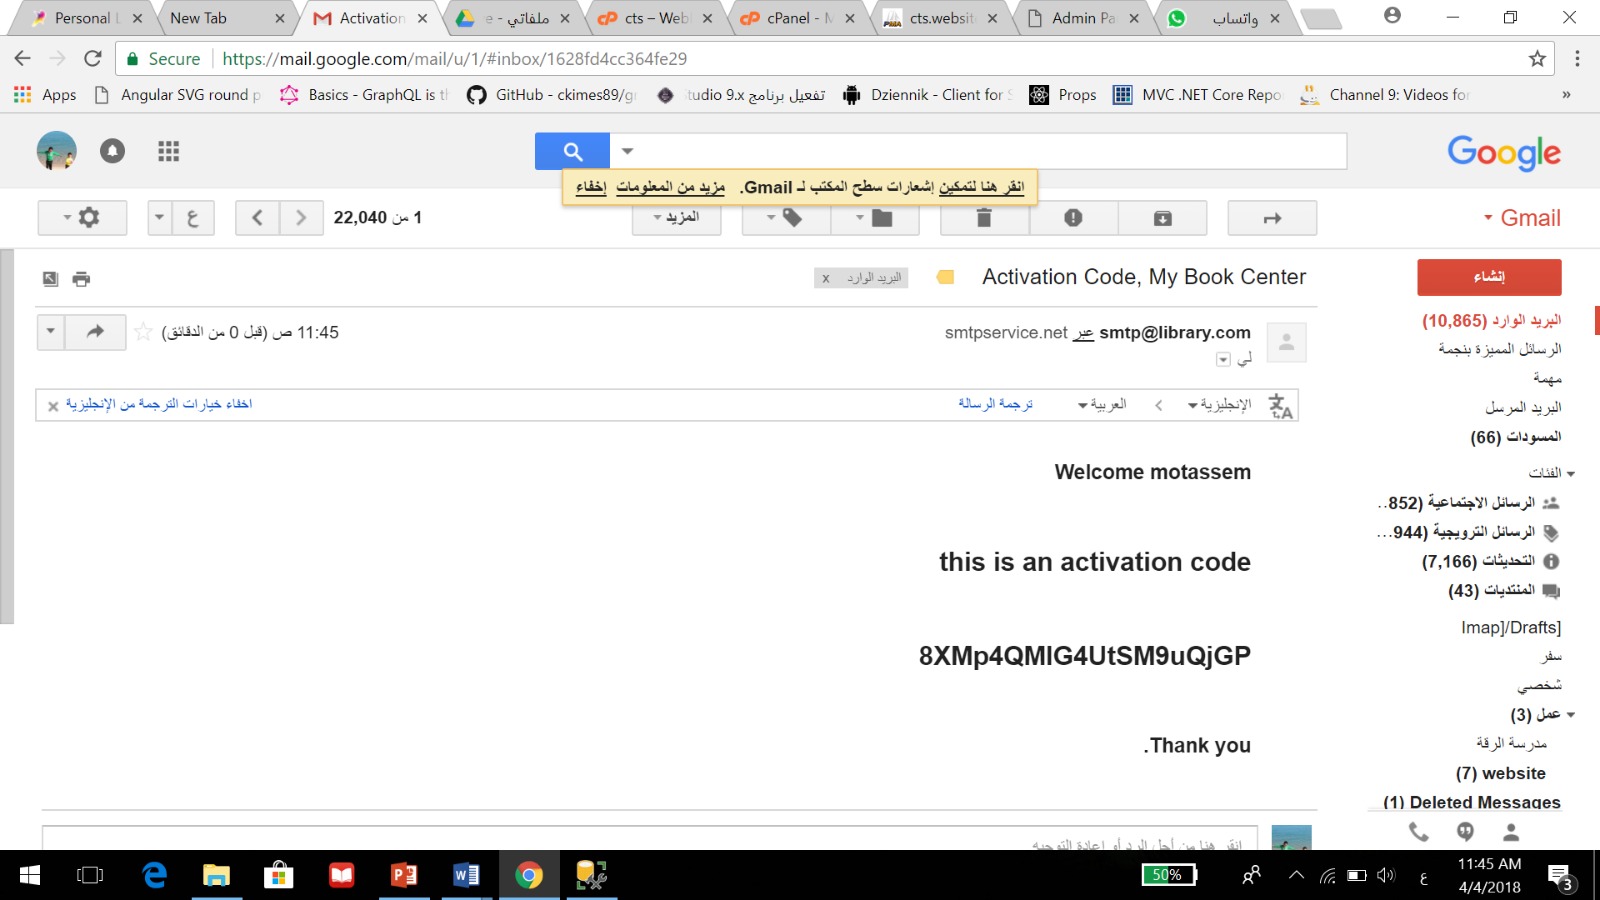 Personal L
New Tab
Activation
ملفاتي - e
cts – Web
cPanel - M
cts.websit
Admin Pa
واتساب
Secure
https://mail.google.com/mail/u/1/#inbox/1628fd4cc364fe29
Apps
Angular SVG round p
Basics - GraphQL is th
GitHub - ckimes89/g
تفعيل برنامج tudio 9.x
Dziennik - Client for S
Props
MVC .NET Core Repo
Channel 9: Videos fo
»
Google
انقر هنا لتمكين إشعارات سطح المكتب لـ Gmail. مزيد من المعلومات إخفاء
Gmail
المزيد
1 من 22,040
ع
إنشاء
Activation Code, My Book Center
البريد الوارد x
smtp@library.com عبر smtpservice.net
11:45 ص (قبل 0 من الدقائق)
لي
الإنجليزية
العربية
ترجمة الرسالة
اخفاء خيارات الترجمة من الإنجليزية
Welcome motassem
this is an activation code
8XMp4QMIG4UtSM9uQjGP
Thank you.
انقر هنا من أجل الرد أو إعادة التوجيه
البريد الوارد (10,865)
الرسائل المميزة بنجمة
مهمة
البريد المرسل
المسودات (66)
الفئات
الرسائل الاجتماعية (852..
الرسائل الترويجية (944...
التحديثات (7,166)
المنتديات (43)
[Imap]/Drafts
سفر
شخصي
عمل (3)
مدرسة الرقة
website (7)
Deleted Messages (1)
50%
ع
11:45 AM
4/4/2018
3